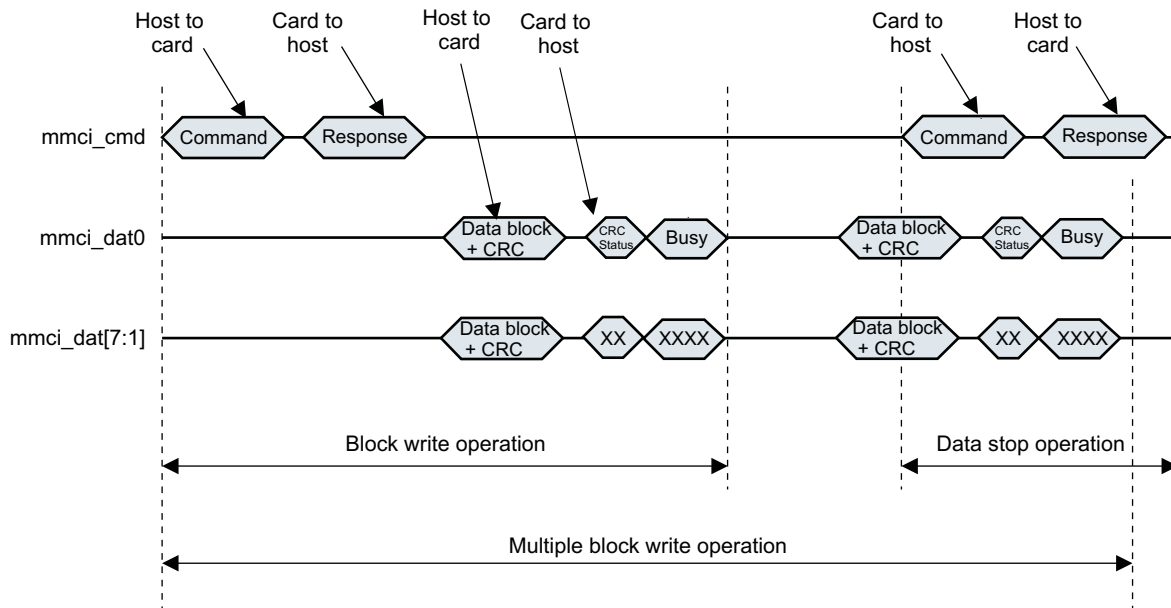 Host to
card
Card to
host
Host to
card
Card to
host
Card to
host
Host to
card
mmci_cmd
Command
Response
Command
Response
mmci_dat0
Data block
+ CRC
CRC
Status
Busy
Data block
+ CRC
CRC
Status
Busy
mmci_dat[7:1]
Data block
+ CRC
XX
XXXX
Data block
+ CRC
XX
XXXX
Block write operation
Data stop operation
Multiple block write operation